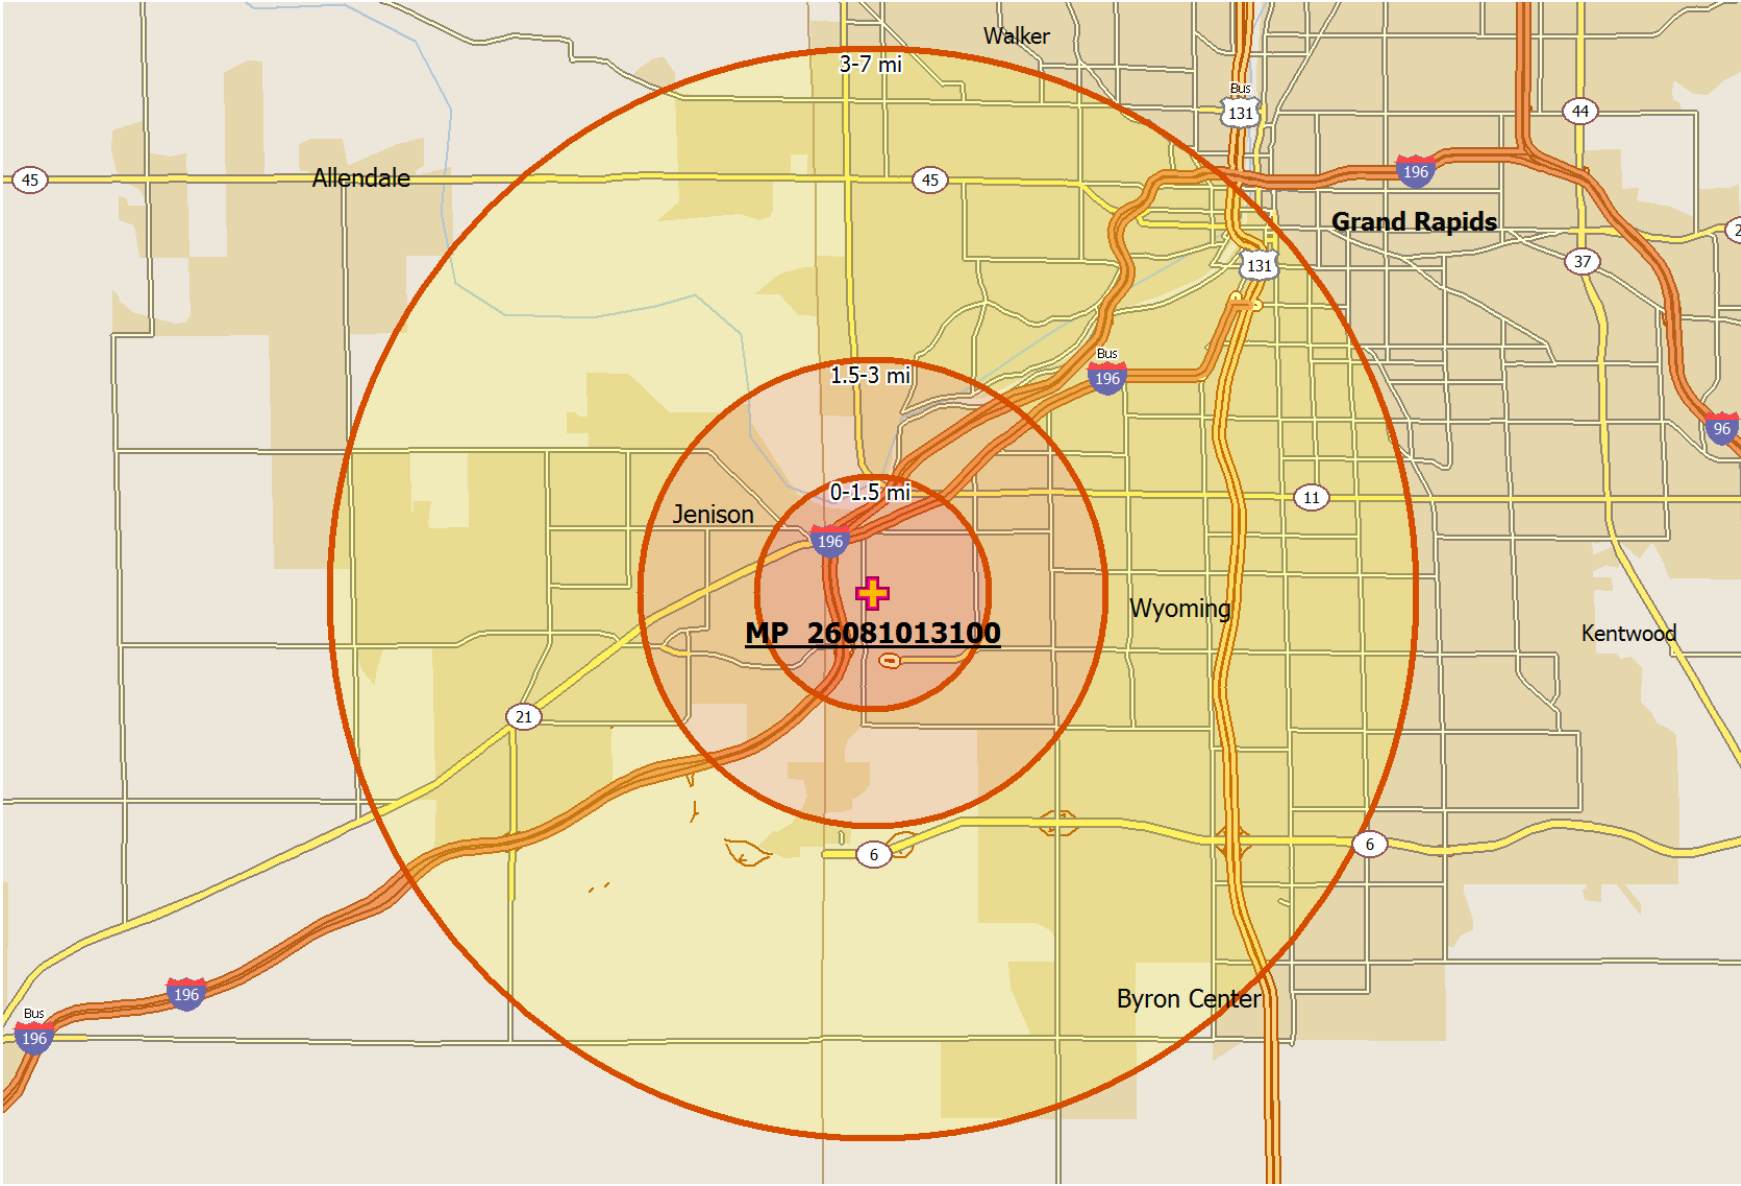 Walker
3-7 mi
Bus
131
44
45
Allendale
45
196
Grand Rapids
2
131
37
Bus
196
1.5-3 mi
96
0-1.5 mi
11
Jenison
196
Wyoming
MP_26081013100
Kentwood
21
6
6
196
Byron Center
Bus
196